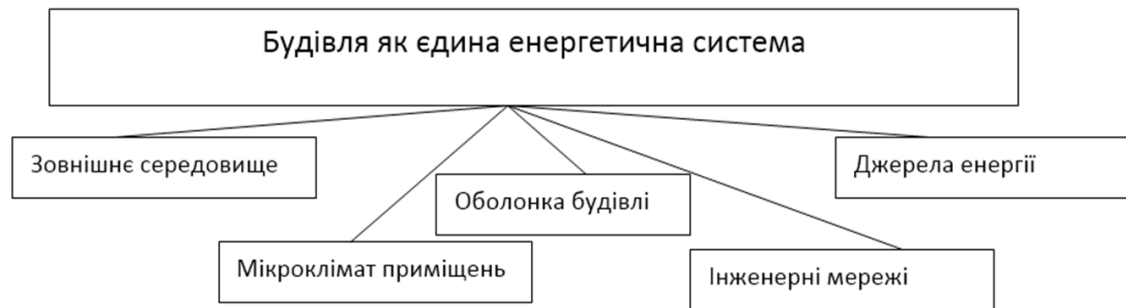 Будівля як єдина енергетична система
Зовнішнє середовище
Джерела енергії
Оболонка будівлі
Мікроклімат приміщень
Інженерні мережі